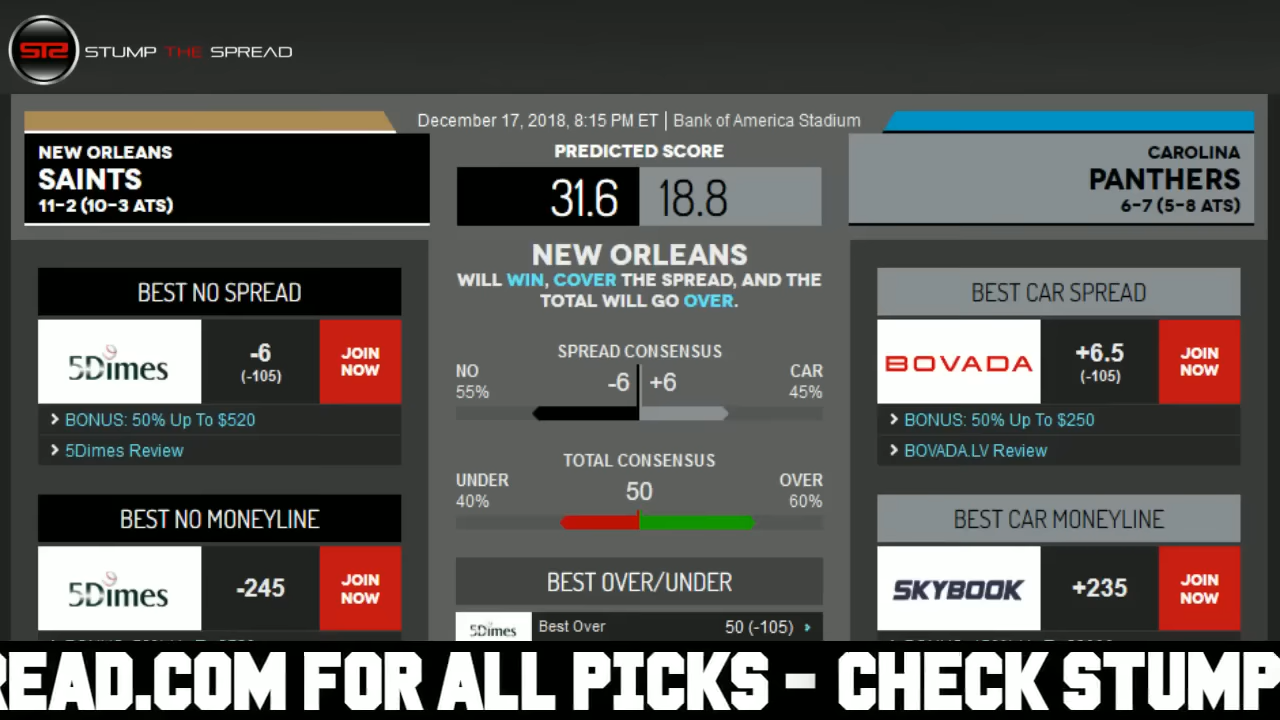 STS STUMP THE SPREAD
December 17, 2018, 8:15 PM ET | Bank of America Stadium
NEW ORLEANS
SAINTS
11-2 (10-3 ATS)
PREDICTED SCORE
31.6 18.8
CAROLINA
PANTHERS
6-7 (5-8 ATS)
NEW ORLEANS
WILL WIN, COVER THE SPREAD, AND THE
TOTAL WILL GO OVER.
BEST NO SPREAD
5Dimes
-6
(-105)
JOIN
NOW
BONUS: 50% Up To $520
5Dimes Review
BEST NO MONEYLINE
5Dimes
-245
JOIN
NOW
SPREAD CONSENSUS
NO
55%
-6 +6
CAR
45%
TOTAL CONSENSUS
UNDER
40%
50
OVER
60%
BEST OVER/UNDER
5Dimes Best Over 50 (-105)
BEST CAR SPREAD
BOVADA
+6.5
(-105)
JOIN
NOW
BONUS: 50% Up To $250
BOVADA.LV Review
BEST CAR MONEYLINE
SKYBOOK
+235
JOIN
NOW
READ.COM FOR ALL PICKS - CHECK STUMP